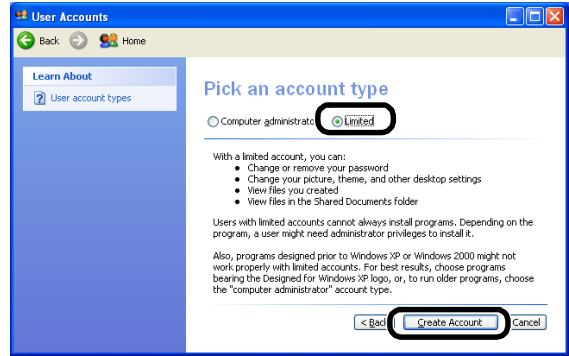 User Accounts
Back Home
Learn About
User account types
Pick an account type
Computer administrato Limited
With a limited account, you can:
• Change or remove your password
• Change your picture, theme, and other desktop settings
• View files you created
• View files in the Shared Documents folder
Users with limited accounts cannot always install programs. Depending on the
program, a user might need administrator privileges to install it.
Also, programs designed prior to Windows XP or Windows 2000 might not
work properly with limited accounts. For best results, choose programs
bearing the Designed for Windows XP logo, or, to run older programs, choose
the "computer administrator" account type.
< Back Create Account Cancel